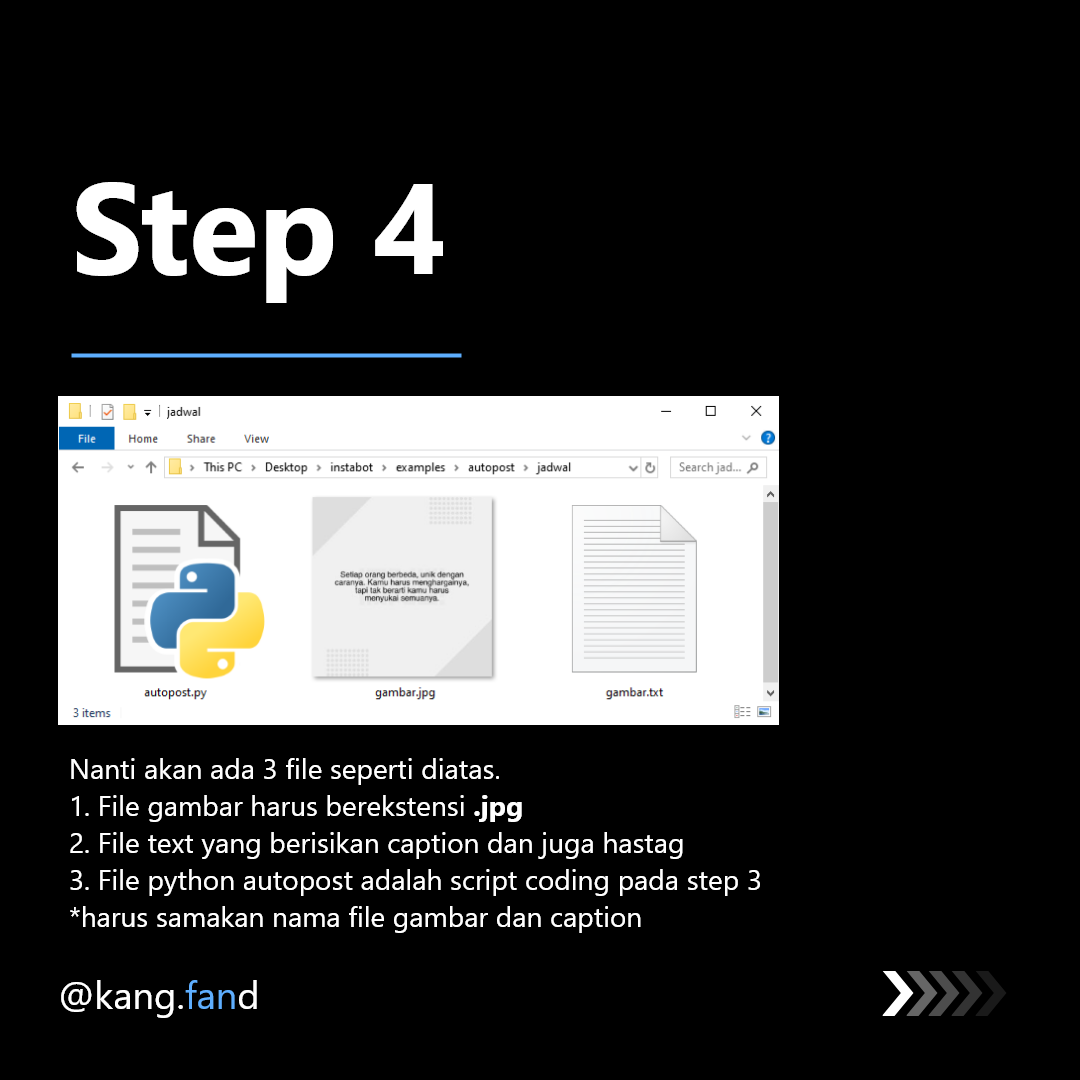 Step 4
jadwal
File Home Share View
This PC > Desktop > instabot > examples > autopost > jadwal
Search jad...
Setiap orang berbeda, unik dengan
caranya. Kamu harus menghargainya,
tapi tak berarti kamu harus
menyukai semuanya.
autopost.py
gambar.jpg
gambar.txt
3 items
Nanti akan ada 3 file seperti diatas.
1. File gambar harus berekstensi .jpg
2. File text yang berisikan caption dan juga hastag
3. File python autopost adalah script coding pada step 3
*harus samakan nama file gambar dan caption
@kang.fand